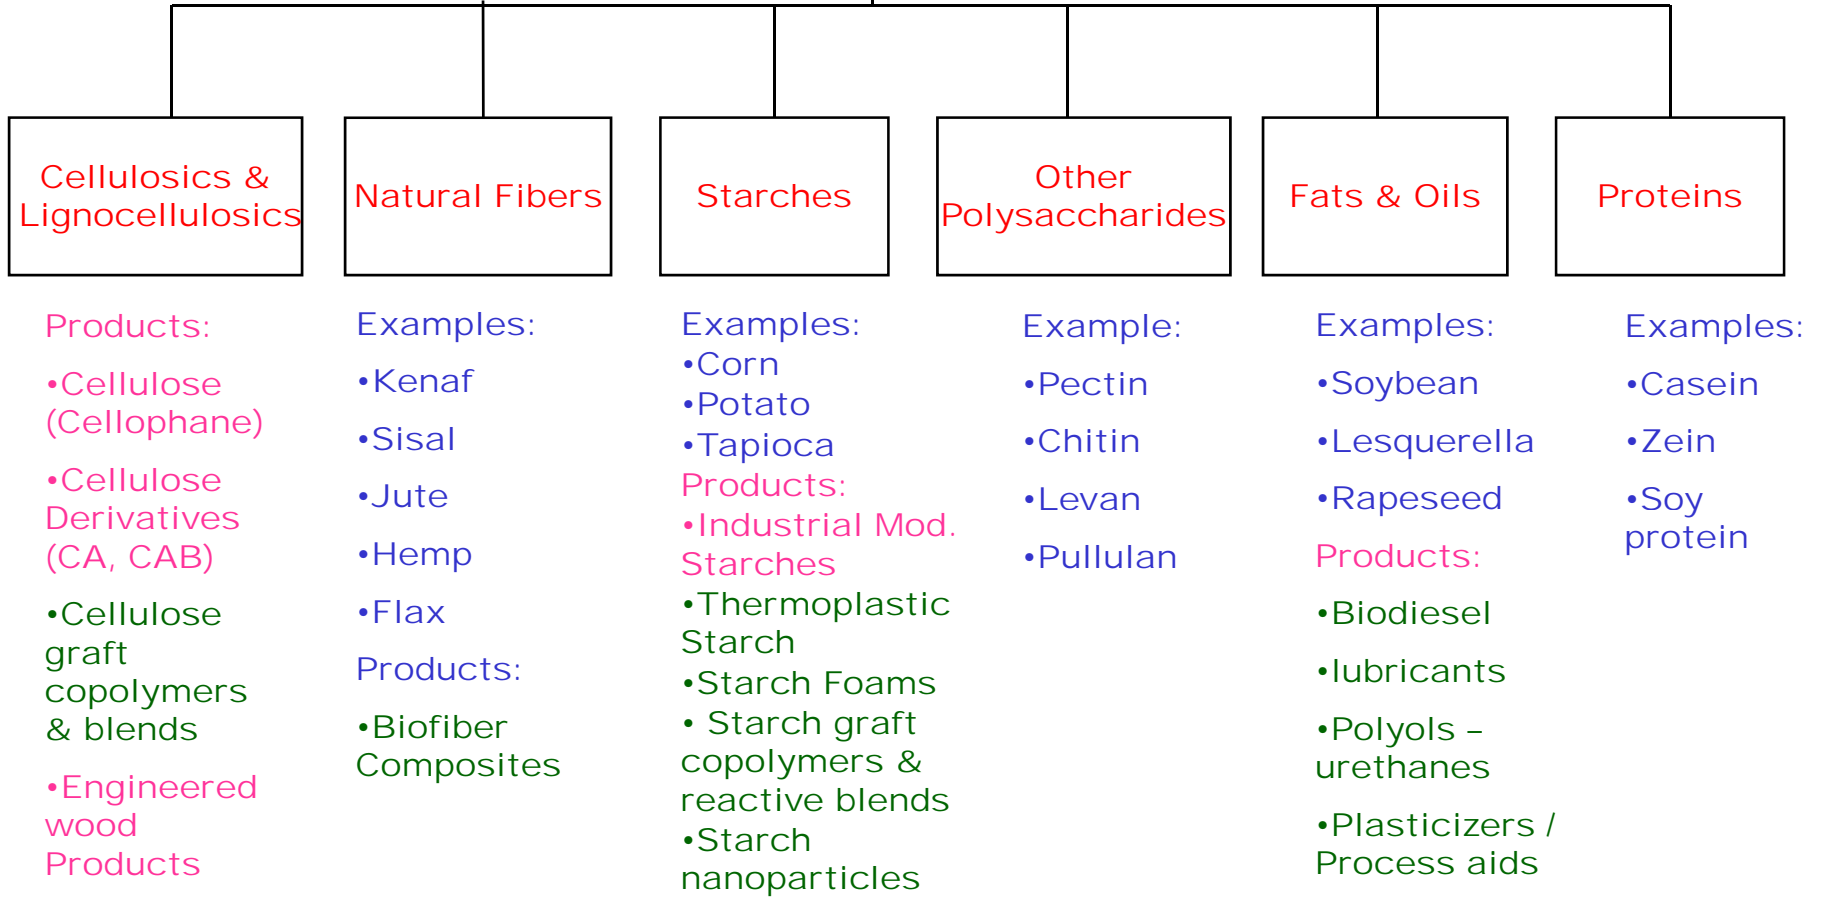 Cellulosics &
Lignocellulosics
Natural Fibers
Starches
Other
Polysaccharides
Fats & Oils
Proteins
Products:
•Cellulose
(Cellophane)
•Cellulose
Derivatives
(CA, CAB)
•Cellulose
graft
copolymers
& blends
•Engineered
wood
Products
Examples:
•Kenaf
•Sisal
•Jute
•Hemp
•Flax
Products:
•Biofiber
Composites
Examples:
•Corn
•Potato
•Tapioca
Products:
•Industrial Mod.
Starches
•Thermoplastic
Starch
•Starch Foams
• Starch graft
copolymers &
reactive blends
•Starch
nanoparticles
Example:
•Pectin
•Chitin
•Levan
•Pullulan
Examples:
•Soybean
•Lesquerella
•Rapeseed
Products:
•Biodiesel
•lubricants
•Polyols –
urethanes
•Plasticizers /
Process aids
Examples:
•Casein
•Zein
•Soy
protein